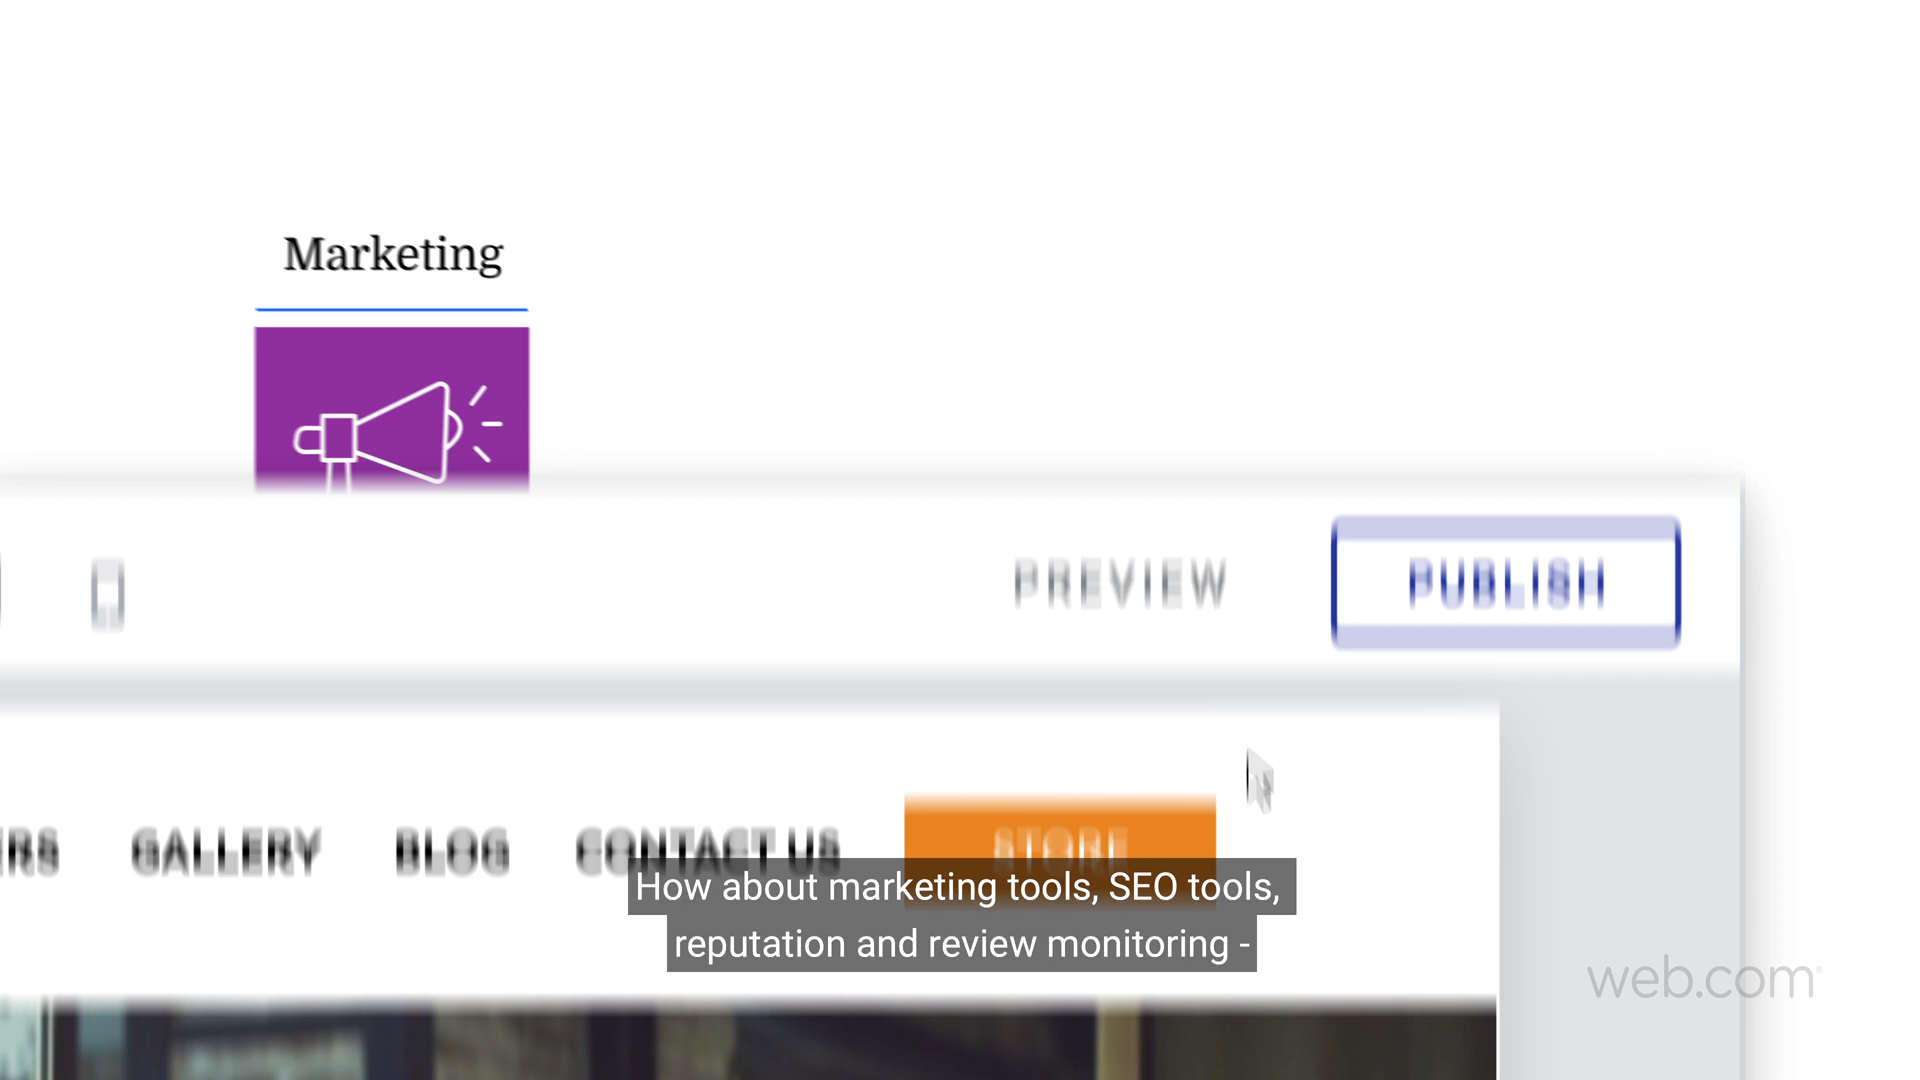 Marketing
PREVIEW
PUBLISH
GALLERY
BLOG
CONTACT US
STORE
How about marketing tools, SEO tools,
reputation and review monitoring -
web.com